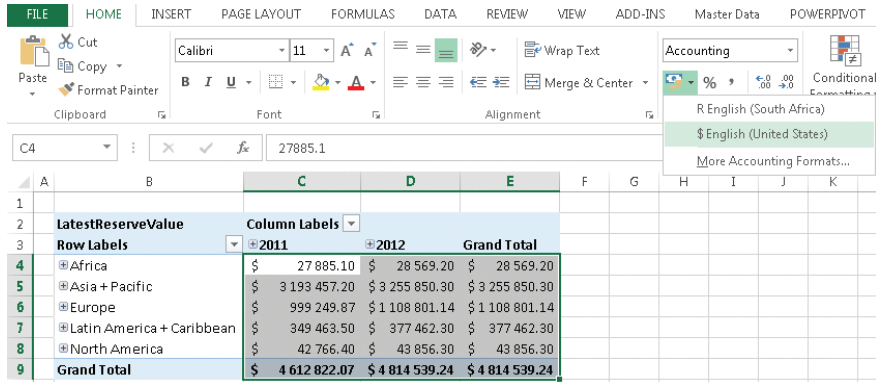 FILE HOME INSERT PAGE LAYOUT FORMULAS DATA REVIEW VIEW ADD-INS Master Data POWERPIVOT
Paste
Cut
Copy
Format Painter
Clipboard
Calibri 11 A A
B I U A
Font
Wrap Text
Merge & Center
Alignment
Accounting
% , .0 .00 .00 .0
Conditional
Formatting
R English (South Africa)
$ English (United States)
More Accounting Formats...
C4 fx 27885.1
A B C D E F G H I J K
1
2 LatestReserveValue Column Labels
3 Row Labels 2011 2012 Grand Total
4 Africa $ 27 885.10 $ 28 569.20 $ 28 569.20
5 Asia + Pacific $ 3 193 457.20 $ 3 255 850.30 $ 3 255 850.30
6 Europe $ 999 249.87 $ 1 108 801.14 $ 1 108 801.14
7 Latin America + Caribbean $ 349 463.50 $ 377 462.30 $ 377 462.30
8 North America $ 42 766.40 $ 43 856.30 $ 43 856.30
9 Grand Total $ 4 612 822.07 $ 4 814 539.24 $ 4 814 539.24